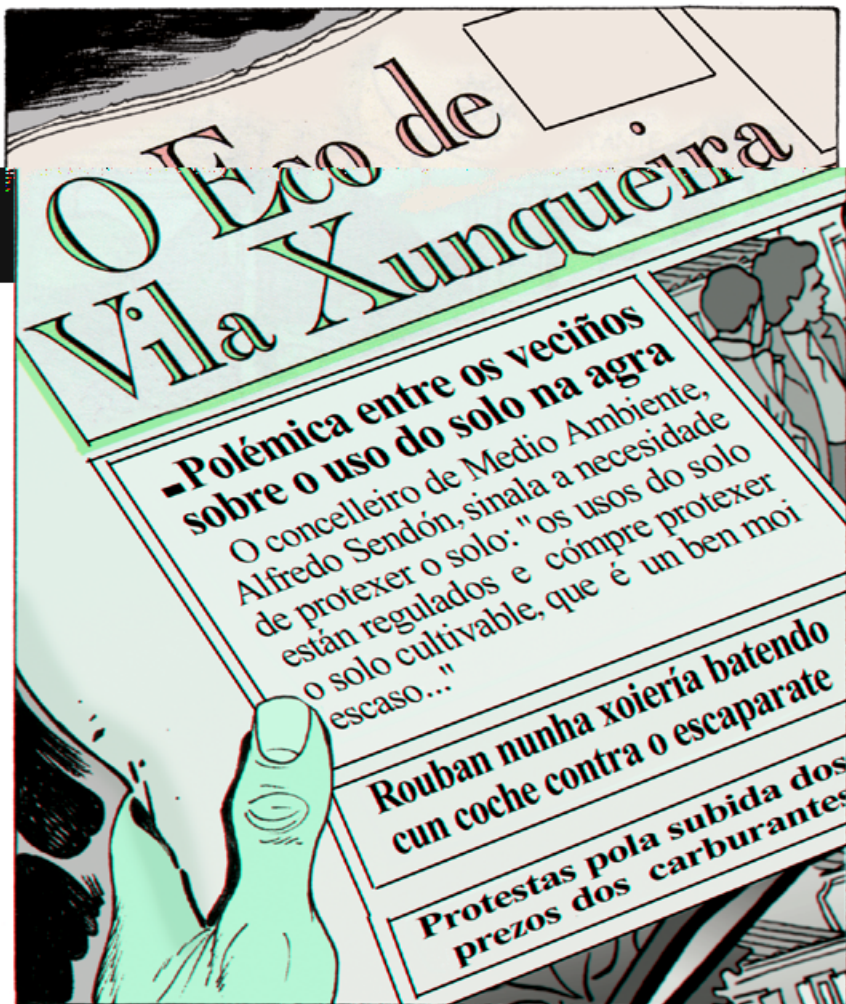 O Eco de
Vila Xunqueira
-Polémica entre os veciños
sobre o uso do solo na agra
O concelleiro de Medio Ambiente,
Alfredo Sendón, sinala a necesidade
de protexer o solo: "os usos do solo
están regulados e cómpre protexer
o solo cultivable, que é un ben moi
escaso..."
Rouban nunha xoiería batendo
cun coche contra o escaparate
Protestas pola subida dos
prezos dos carburantes